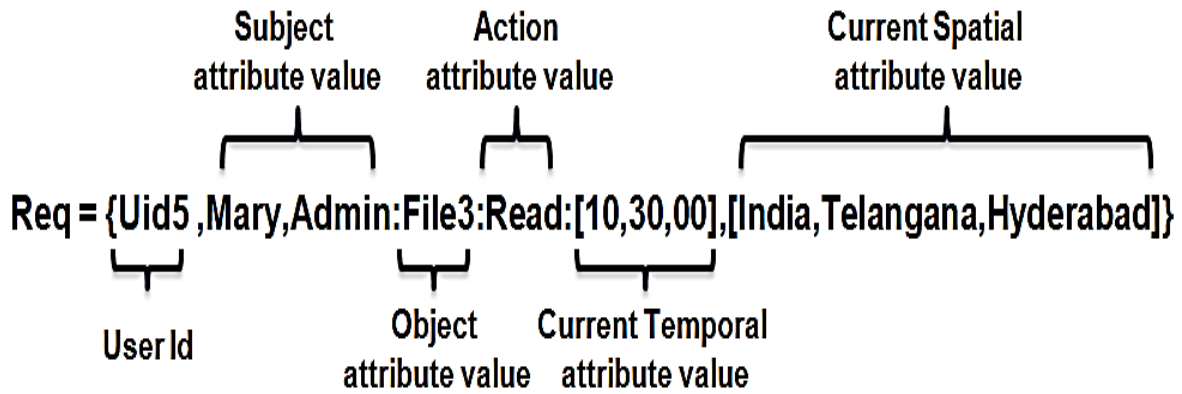 Subject Action Current Spatial
attribute value attribute value attribute value
Req = {Uid5 ,Mary,Admin:File3:Read:[10,30,00],[India,Telangana,Hyderabad]}
User Id
Object Current Temporal
attribute value attribute value